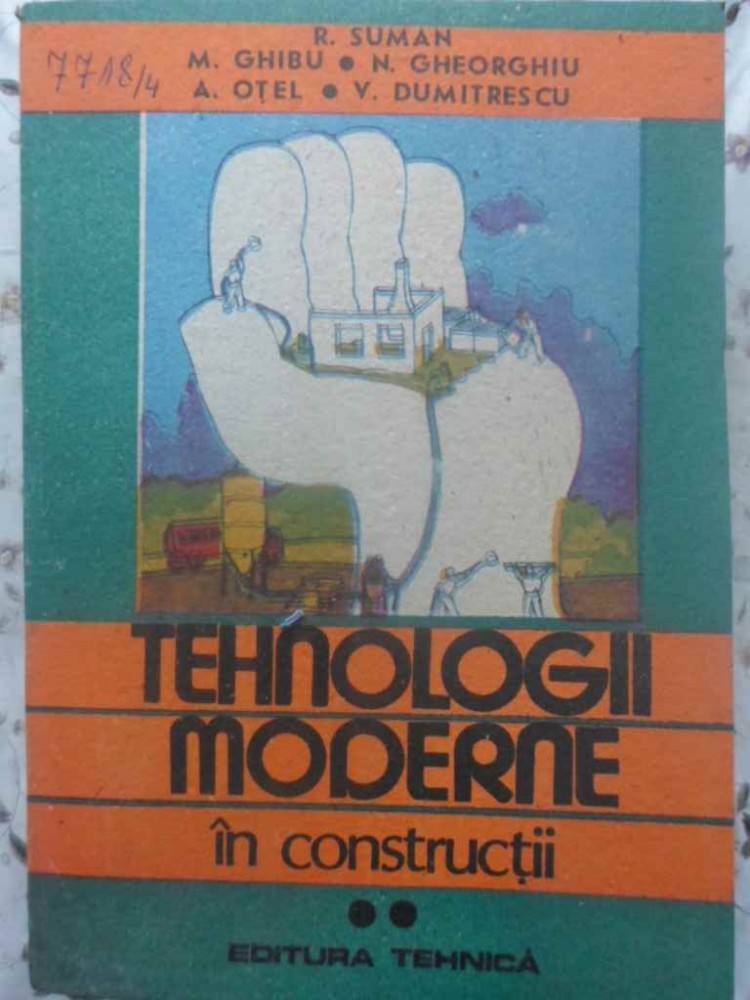 R. SUMAN
7718/4
M. GHIBU ● N. GHEORGHIU
A. OȚEL ● V. DUMITRESCU
TEHNOLOGII
MODERNE
în construcții
●●
EDITURA TEHNICĂ